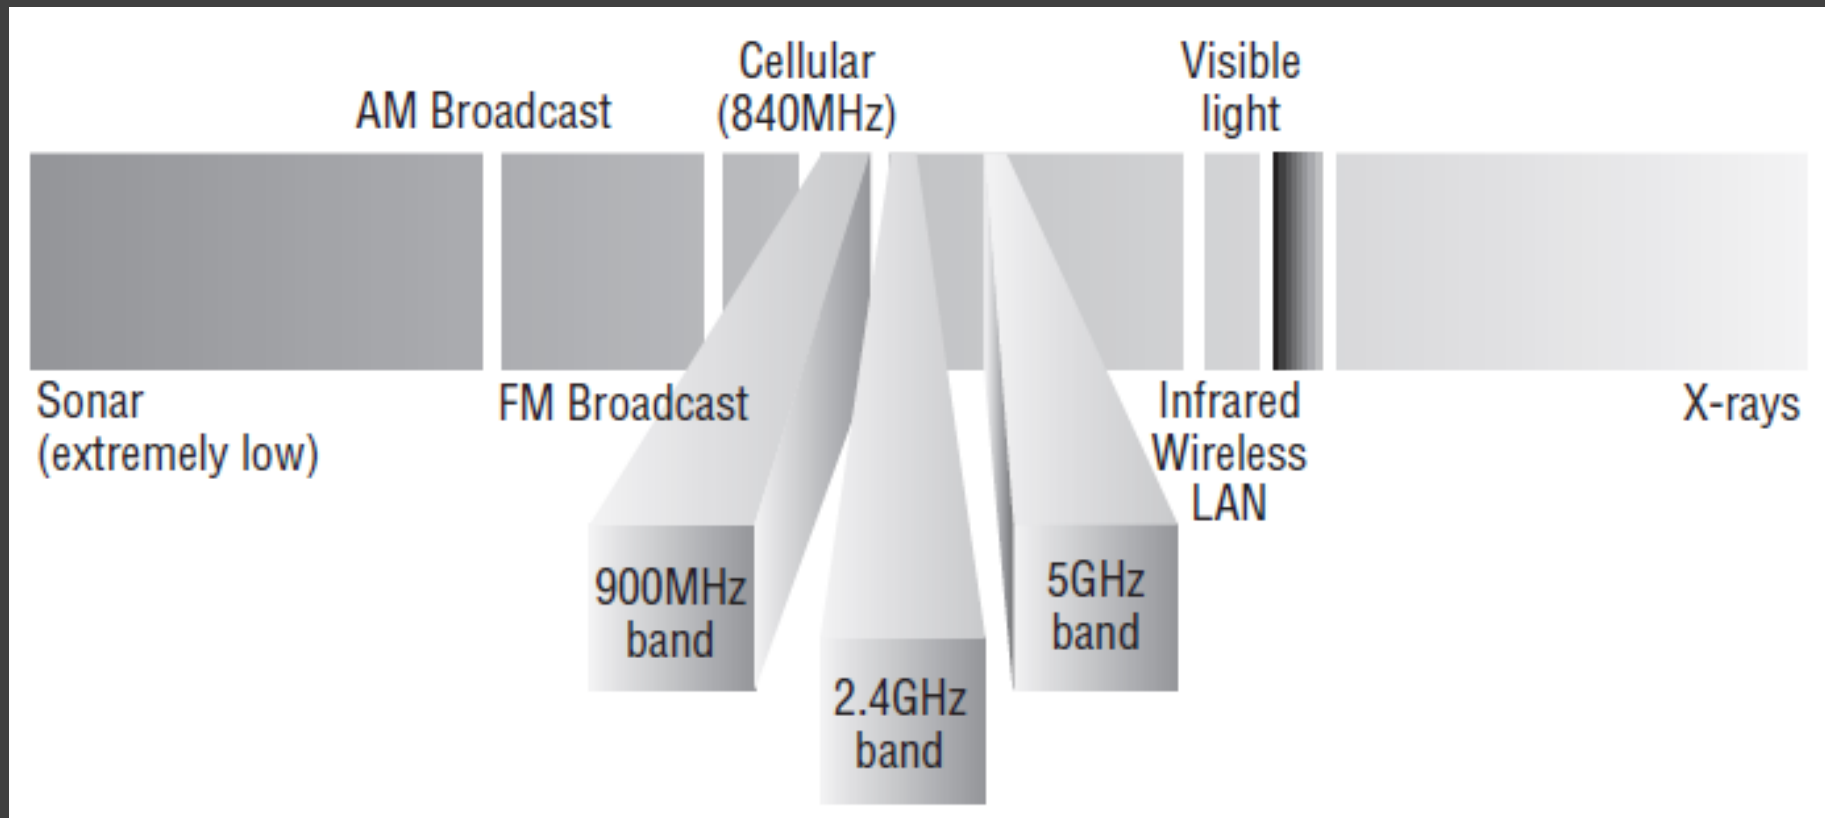 Cellular
(840MHz)
Visible
light
AM Broadcast
Sonar
(extremely low)
FM Broadcast
Infrared
Wireless
LAN
X-rays
900MHz
band
2.4GHz
band
5GHz
band